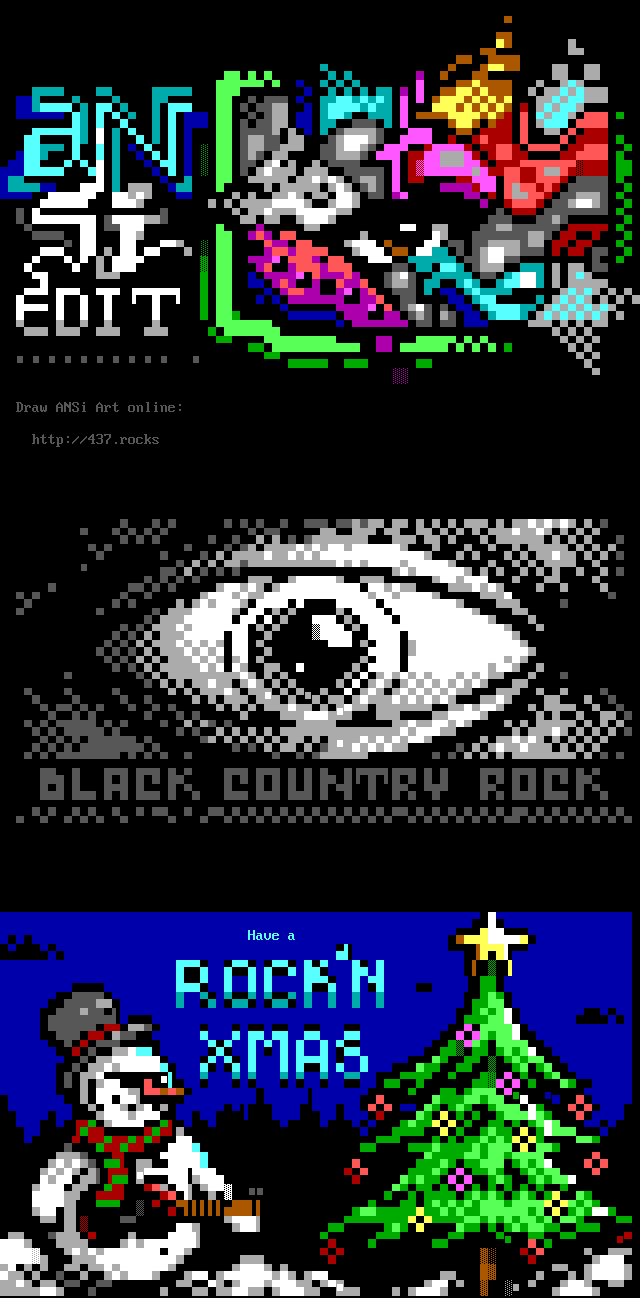 aN
Si
EDIT
Draw ANSi Art online:
http://437.rocks
bLACK COUNTRY ROCK
Have a
ROCK'N
XMAS